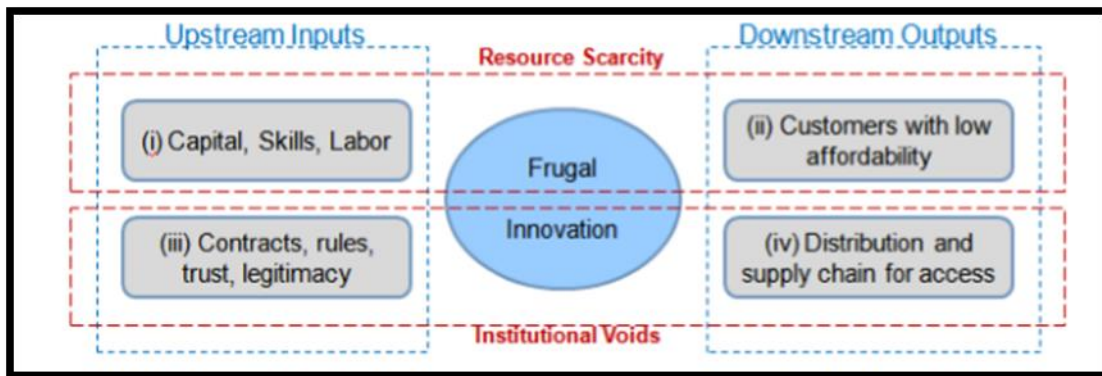 Upstream Inputs
Downstream Outputs
Resource Scarcity
(i) Capital, Skills, Labor
Frugal
Innovation
(ii) Customers with low
affordability
(iii) Contracts, rules,
trust, legitimacy
(iv) Distribution and
supply chain for access
Institutional Voids